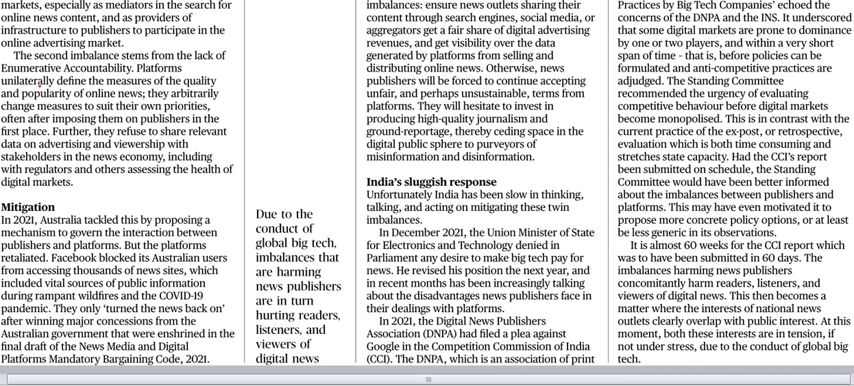 markets, especially as mediators in the search for
online news content, and as providers of
infrastructure to publishers to participate in the
online advertising market.
The second imbalance stems from the lack of
Enumerative Accountability. Platforms
unilaterally define the measures of the quality
and popularity of online news; they arbitrarily
change measures to suit their own priorities,
often after imposing them on publishers in the
first place. Further, they refuse to share relevant
data on advertising and viewership with
stakeholders in the news economy, including
with regulators and others assessing the health of
digital markets.
Mitigation
In 2021, Australia tackled this by proposing a
mechanism to govern the interaction between
publishers and platforms. But the platforms
retaliated. Facebook blocked its Australian users
from accessing thousands of news sites, which
included vital sources of public information
during rampant wildfires and the COVID-19
pandemic. They only ‘turned the news back on’
after winning major concessions from the
Australian government that were enshrined in the
final draft of the News Media and Digital
Platforms Mandatory Bargaining Code, 2021.
Due to the
conduct of
global big tech,
imbalances that
are harming
news publishers
are in turn
hurting readers,
listeners, and
viewers of
digital news
imbalances: ensure news outlets sharing their
content through search engines, social media, or
aggregators get a fair share of digital advertising
revenues, and get visibility over the data
generated by platforms from selling and
distributing online news. Otherwise, news
publishers will be forced to continue accepting
unfair, and perhaps unsustainable, terms from
platforms. They will hesitate to invest in
producing high-quality journalism and
ground-reportage, thereby ceding space in the
digital public sphere to purveyors of
misinformation and disinformation.
India’s sluggish response
Unfortunately India has been slow in thinking,
talking, and acting on mitigating these twin
imbalances.
In December 2021, the Union Minister of State
for Electronics and Technology denied in
Parliament any desire to make big tech pay for
news. He revised his position the next year, and
in recent months has been increasingly talking
about the disadvantages news publishers face in
their dealings with platforms.
In 2021, the Digital News Publishers
Association (DNPA) had filed a plea against
Google in the Competition Commission of India
(CCI). The DNPA, which is an association of print
Practices by Big Tech Companies’ echoed the
concerns of the DNPA and the INS. It underscored
that some digital markets are prone to dominance
by one or two players, and within a very short
span of time – that is, before policies can be
formulated and anti-competitive practices are
adjudged. The Standing Committee
recommended the urgency of evaluating
competitive behaviour before digital markets
become monopolised. This is in contrast with the
current practice of the ex-post, or retrospective,
evaluation which is both time consuming and
stretches state capacity. Had the CCI’s report
been submitted on schedule, the Standing
Committee would have been better informed
about the imbalances between publishers and
platforms. This may even have motivated it to
propose more concrete policy options, or at least
be less generic in its observations.
It is almost 60 weeks for the CCI report which
was to have been submitted in 60 days. The
imbalances harming news publishers
concomitantly harm readers, listeners, and
viewers of digital news. This then becomes a
matter where the interests of national news
outlets clearly overlap with public interest. At this
moment, both these interests are in tension, if
not under stress, due to the conduct of global big
tech.